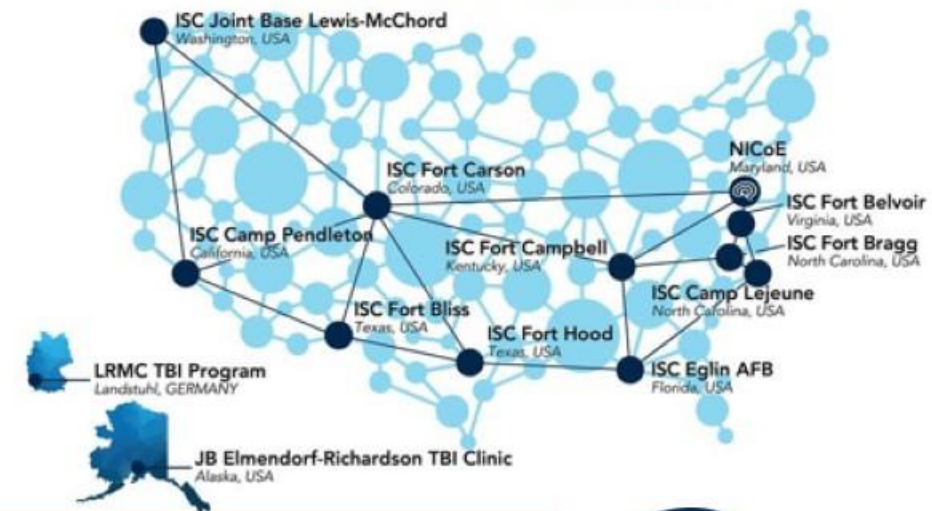 ISC Joint Base Lewis-McChord
Washington, USA
NICoE
Maryland, USA
ISC Fort Carson
Colorado, USA
ISC Fort Belvoir
Virginia, USA
ISC Camp Pendleton
California, USA
ISC Fort Campbell
Kentucky, USA
ISC Fort Bragg
North Carolina, USA
ISC Camp Lejeune
North Carolina, USA
ISC Fort Bliss
Texas, USA
ISC Fort Hood
Texas, USA
ISC Eglin AFB
Florida, USA
LRMC TBI Program
Landstuhl, GERMANY
JB Elmendorf-Richardson TBI Clinic
Alaska, USA